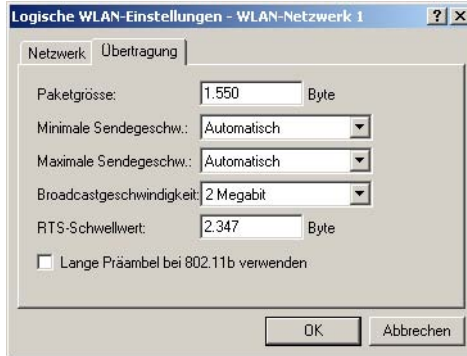 Logische WLAN-Einstellungen - WLAN-Netzwerk 1
Netzwerk Übertragung
Paketgrösse: 1.550 Byte
Minimale Sendegeschw.: Automatisch
Maximale Sendegeschw.: Automatisch
Broadcastgeschwindigkeit: 2 Megabit
RTS-Schwellwert: 2.347 Byte
Lange Präambel bei 802.11b verwenden
OK Abbrechen